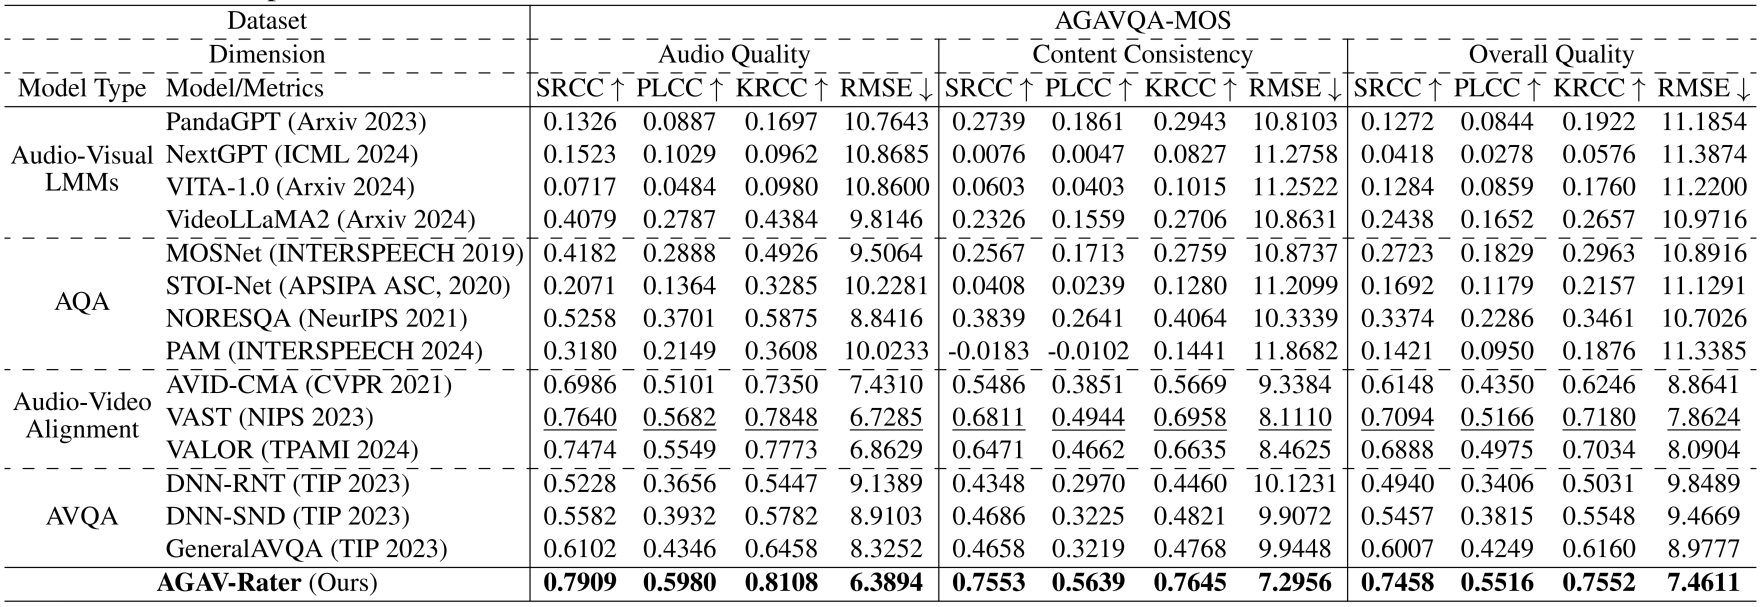 Dataset AGAVQA-MOS
Dimension Audio Quality Content Consistency Overall Quality
Model Type Model/Metrics SRCC↑ PLCC↑ KRCC↑ RMSE↓ SRCC↑ PLCC↑ KRCC↑ RMSE↓ SRCC↑ PLCC↑ KRCC↑ RMSE↓
Audio-Visual LMMs
PandaGPT (Arxiv 2023) 0.1326 0.0887 0.1697 10.7643 0.2739 0.1861 0.2943 10.8103 0.1272 0.0844 0.1922 11.1854
NextGPT (ICML 2024) 0.1523 0.1029 0.0962 10.8685 0.0076 0.0047 0.0827 11.2758 0.0418 0.0278 0.0576 11.3874
VITA-1.0 (Arxiv 2024) 0.0717 0.0484 0.0980 10.8600 0.0603 0.0403 0.1015 11.2522 0.1284 0.0859 0.1760 11.2200
VideoLLaMA2 (Arxiv 2024) 0.4079 0.2787 0.4384 9.8146 0.2326 0.1559 0.2706 10.8631 0.2438 0.1652 0.2657 10.9716
AQA
MOSNet (INTERSPEECH 2019) 0.4182 0.2888 0.4926 9.5064 0.2567 0.1713 0.2759 10.8737 0.2723 0.1829 0.2963 10.8916
STOI-Net (APSIPA ASC, 2020) 0.2071 0.1364 0.3285 10.2281 0.0408 0.0239 0.1280 11.2099 0.1692 0.1179 0.2157 11.1291
NORESQA (NeurIPS 2021) 0.5258 0.3701 0.5875 8.8416 0.3839 0.2641 0.4064 10.3339 0.3374 0.2286 0.3461 10.7026
PAM (INTERSPEECH 2024) 0.3180 0.2149 0.3608 10.0233 -0.0183 -0.0102 0.1441 11.8682 0.1421 0.0950 0.1876 11.3385
Audio-Video Alignment
AVID-CMA (CVPR 2021) 0.6986 0.5101 0.7350 7.4310 0.5486 0.3851 0.5669 9.3384 0.6148 0.4350 0.6246 8.8641
VAST (NIPS 2023) 0.7640 0.5682 0.7848 6.7285 0.6811 0.4944 0.6958 8.1110 0.7094 0.5166 0.7180 7.8624
VALOR (TPAMI 2024) 0.7474 0.5549 0.7773 6.8629 0.6471 0.4662 0.6635 8.4625 0.6888 0.4975 0.7034 8.0904
AVQA
DNN-RNT (TIP 2023) 0.5228 0.3656 0.5447 9.1389 0.4348 0.2970 0.4460 10.1231 0.4940 0.3406 0.5031 9.8489
DNN-SND (TIP 2023) 0.5582 0.3932 0.5782 8.9103 0.4686 0.3225 0.4821 9.9072 0.5457 0.3815 0.5548 9.4669
GeneralAVQA (TIP 2023) 0.6102 0.4346 0.6458 8.3252 0.4658 0.3219 0.4768 9.9448 0.6007 0.4249 0.6160 8.9777
AGAV-Rater (Ours) 0.7909 0.5980 0.8108 6.3894 0.7553 0.5639 0.7645 7.2956 0.7458 0.5516 0.7552 7.4611